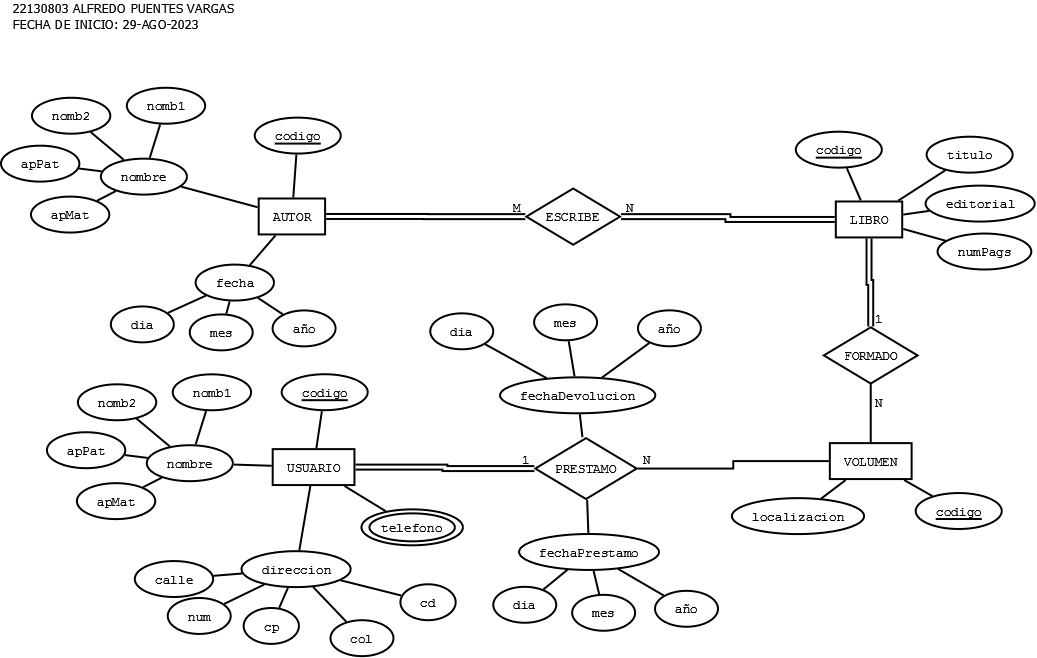 22130803 ALFREDO PUENTES VARGAS
FECHA DE INICIO: 29-AGO-2023
nomb2
nomb1
apPat
nombre
apMat
codigo
AUTOR
fecha
dia
mes
año
M
ESCRIBE
N
codigo
titulo
editorial
LIBRO
numPags
1
FORMADO
N
dia
mes
año
fechaDevolucion
nomb2
nomb1
apPat
nombre
apMat
codigo
USUARIO
1
PRESTAMO
N
VOLUMEN
localizacion
codigo
telefono
direccion
calle
num
cp
col
cd
fechaPrestamo
dia
mes
año